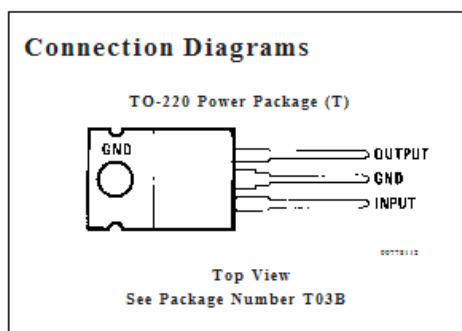 Connection Diagrams
TO-220 Power Package (T)
GND
OUTPUT
GND
INPUT
Top View
See Package Number T03B